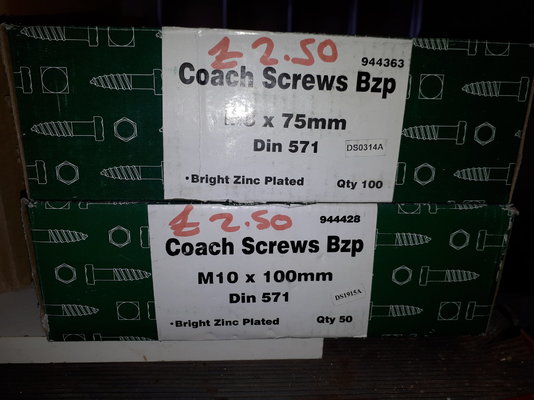 £ 2.50
944363
Coach Screws Bzp
x 75mm
Din 571
DS0314A
•Bright Zinc Plated
Qty 100
£ 2.50
944428
Coach Screws Bzp
M10 x 100mm
Din 571
DS1915A
•Bright Zinc Plated
Qty 50